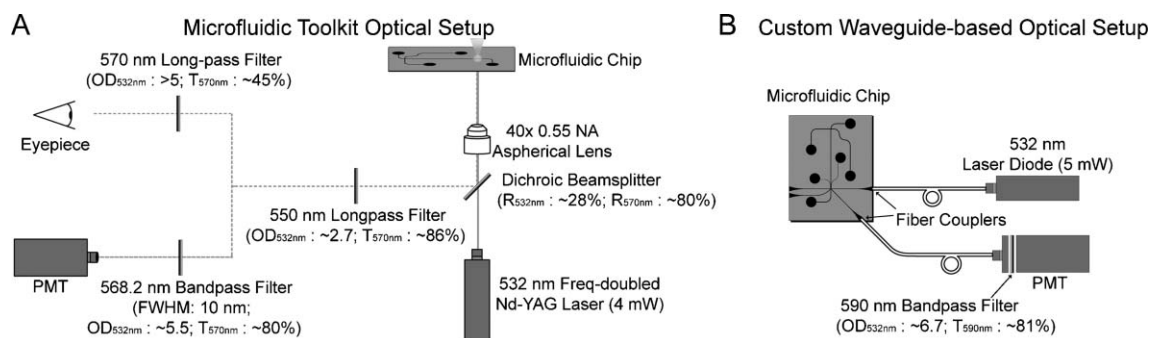 A
Microfluidic Toolkit Optical Setup
570 nm Long-pass Filter
(OD532nm : >5; T570nm : ~45%)
Eyepiece
Microfluidic Chip
40x 0.55 NA
Aspherical Lens
Dichroic Beamsplitter
(R532nm : ~28%; R570nm : ~80%)
550 nm Longpass Filter
(OD532nm : ~2.7; T570nm : ~86%)
PMT
568.2 nm Bandpass Filter
(FWHM: 10 nm;
OD532nm : ~5.5; T570nm : ~80%)
532 nm Freq-doubled
Nd-YAG Laser (4 mW)
B
Custom Waveguide-based Optical Setup
Microfluidic Chip
532 nm
Laser Diode (5 mW)
Fiber Couplers
PMT
590 nm Bandpass Filter
(OD532nm : ~6.7; T590nm : ~81%)